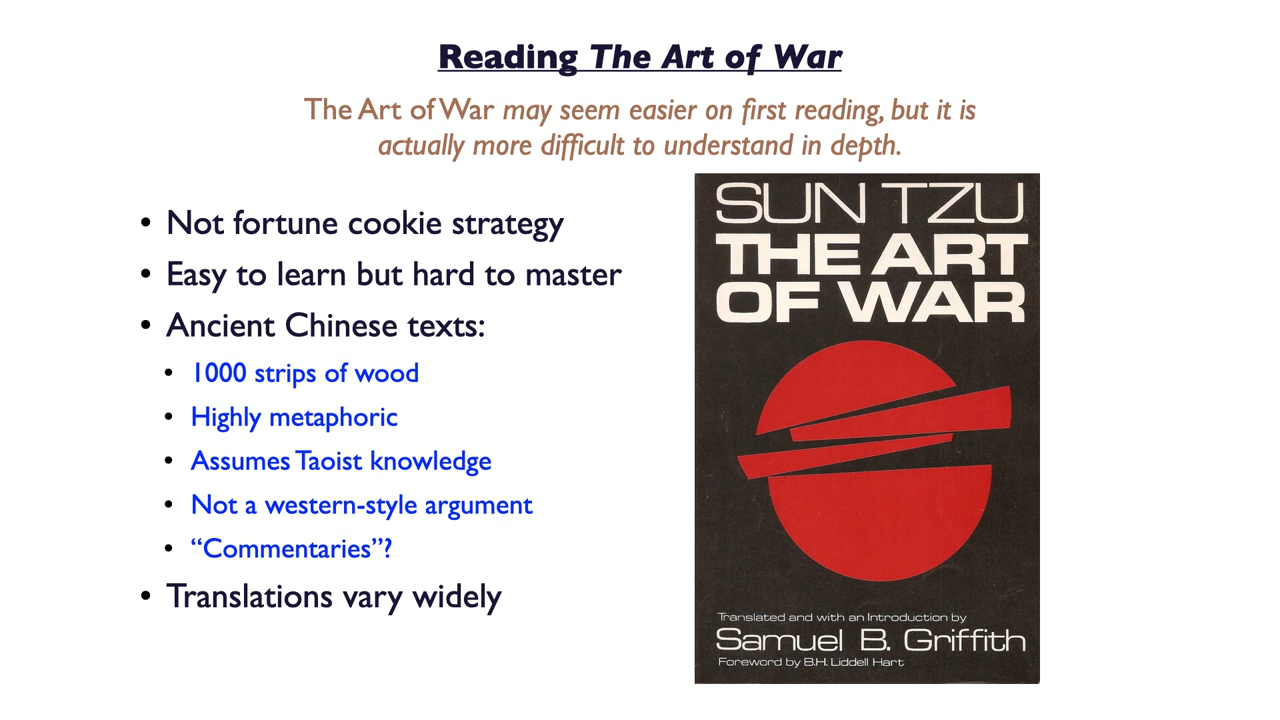 Reading The Art of War
The Art of War may seem easier on first reading, but it is
actually more difficult to understand in depth.
• Not fortune cookie strategy
• Easy to learn but hard to master
• Ancient Chinese texts:
• 1000 strips of wood
• Highly metaphoric
• Assumes Taoist knowledge
• Not a western-style argument
• “Commentaries”?
• Translations vary widely
SUN TZU
THE ART
OF WAR
Translated and with an Introduction by
Samuel B. Griffith
Foreword by B.H. Liddell Hart